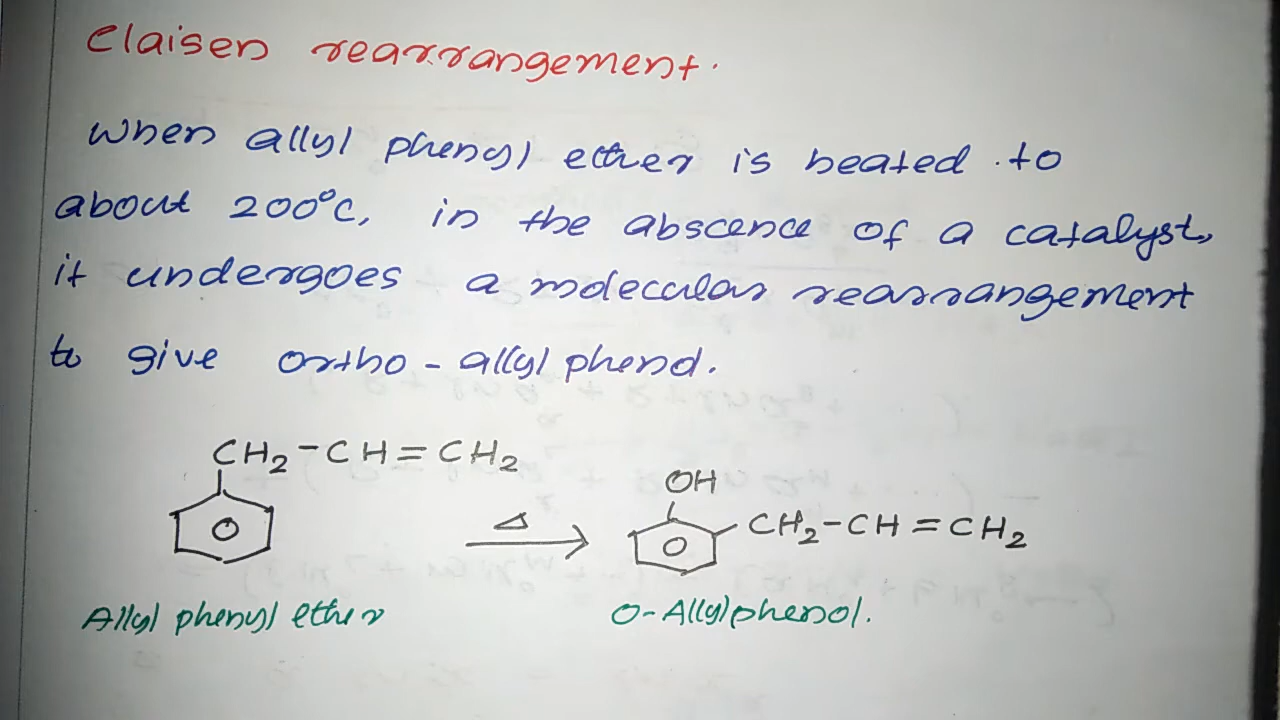 Claisen rearrangement.
When allyl phenyl ether is heated to
about 200°C, in the abscence of a catalyst,
it undergoes a molecular rearrangement
to give ortho - allyl phenol.
CH₂-CH=CH₂
OH
Δ
CH₂-CH=CH₂
Allyl phenyl ether
O-Allylphenol.